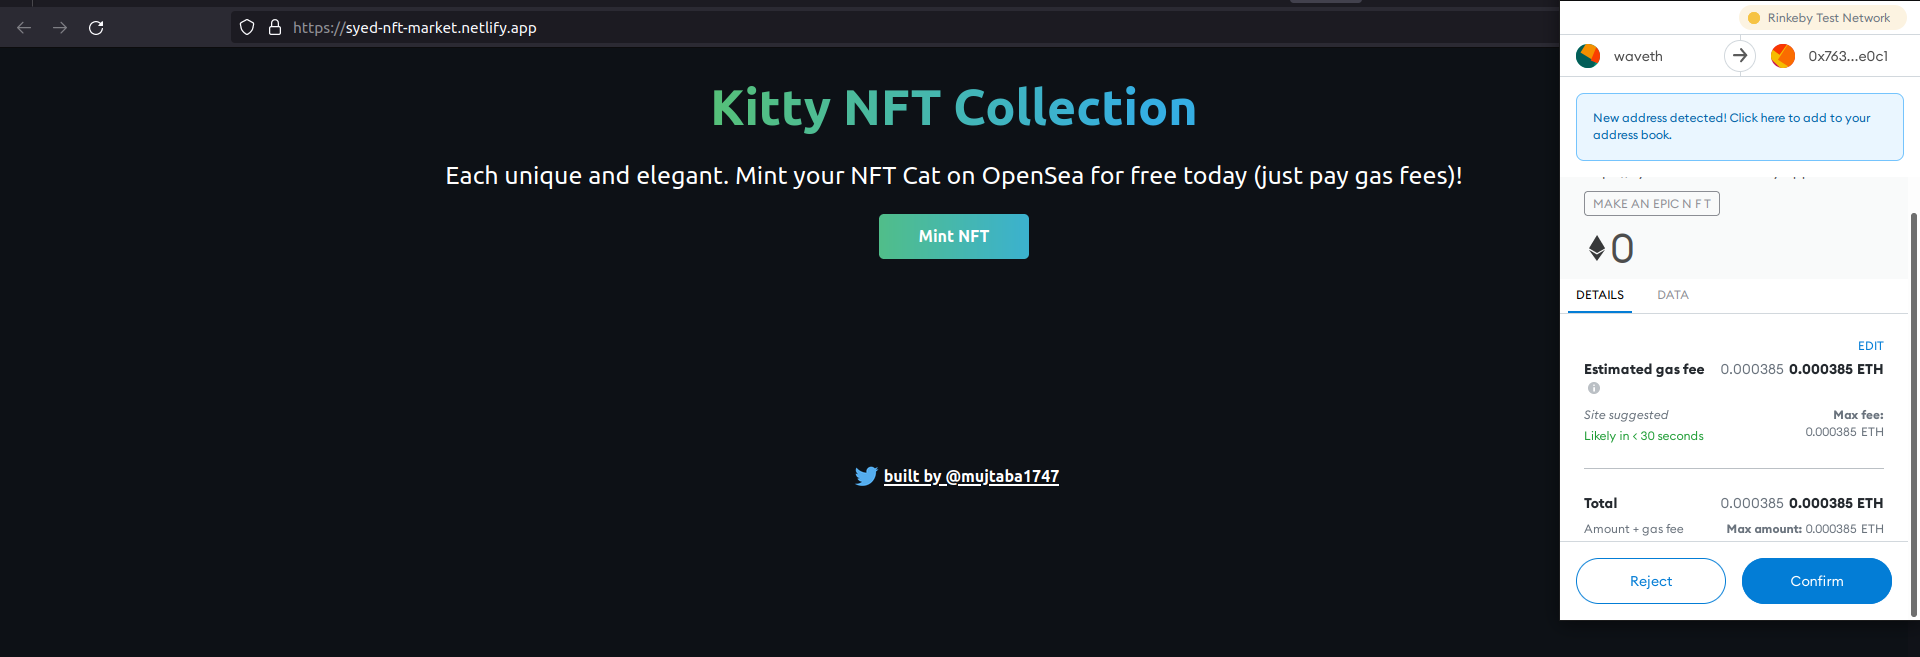 https://syed-nft-market.netlify.app
Kitty NFT Collection
Each unique and elegant. Mint your NFT Cat on OpenSea for free today (just pay gas fees)!
Mint NFT
built by @mujtaba1747
Rinkeby Test Network
waveth
0x763...e0c1
New address detected! Click here to add to your
address book.
MAKE AN EPIC N F T
0
DETAILS
DATA
EDIT
Estimated gas fee 0.000385 0.000385 ETH
Site suggested
Max fee:
Likely in < 30 seconds
0.000385 ETH
Total 0.000385 0.000385 ETH
Amount + gas fee Max amount: 0.000385 ETH
Reject
Confirm